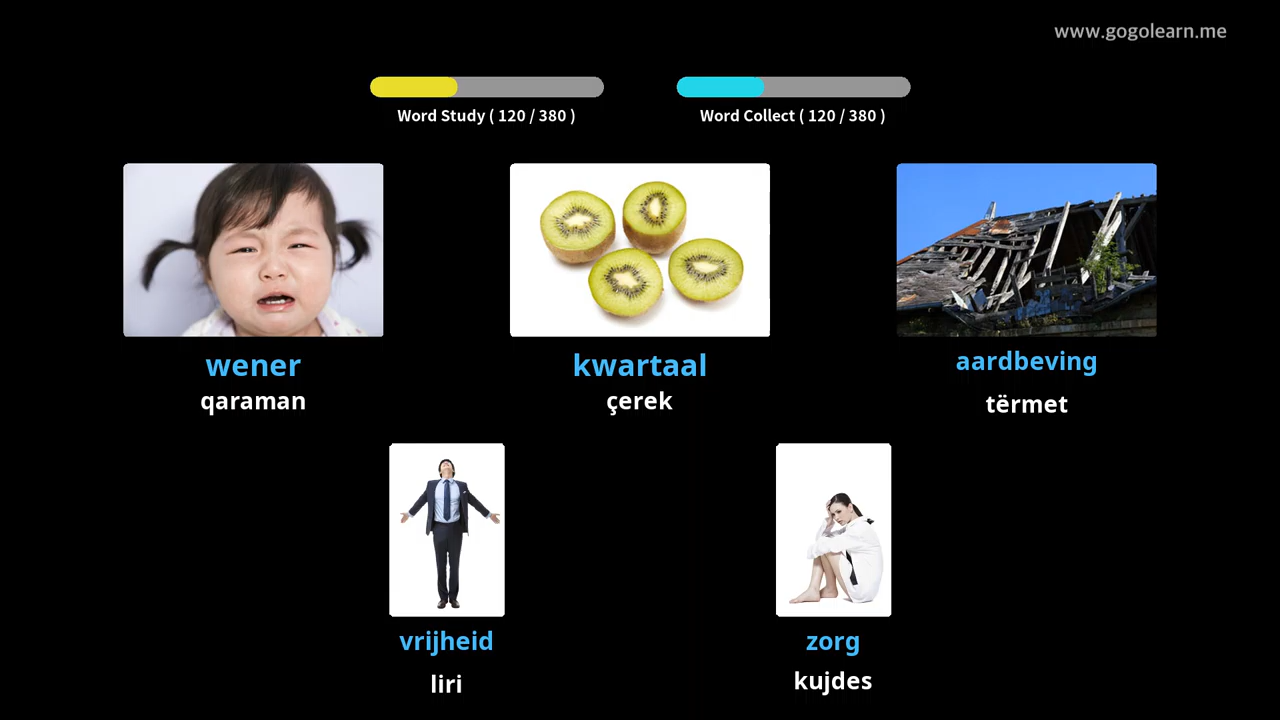 www.gogolearn.me
Word Study ( 120 / 380 )
Word Collect ( 120 / 380 )
wener
qaraman
kwartaal
çerek
aardbeving
tërmet
vrijheid
liri
zorg
kujdes